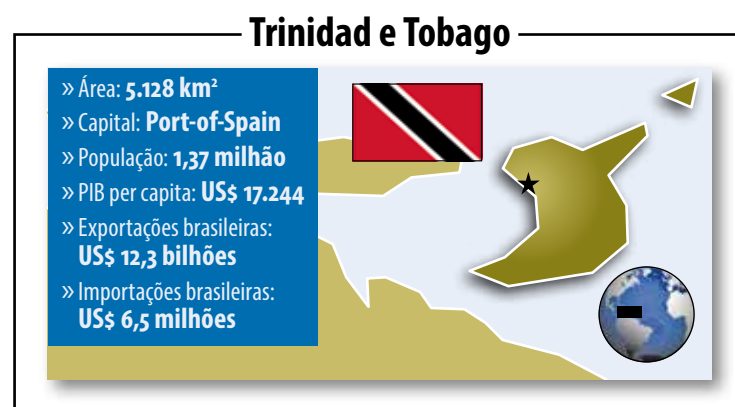 Trinidad e Tobago
» Área: 5.128 km²
» Capital: Port-of-Spain
» População: 1,37 milhão
» PIB per capita: US$ 17.244
» Exportações brasileiras:
US$ 12,3 bilhões
» Importações brasileiras:
US$ 6,5 milhões